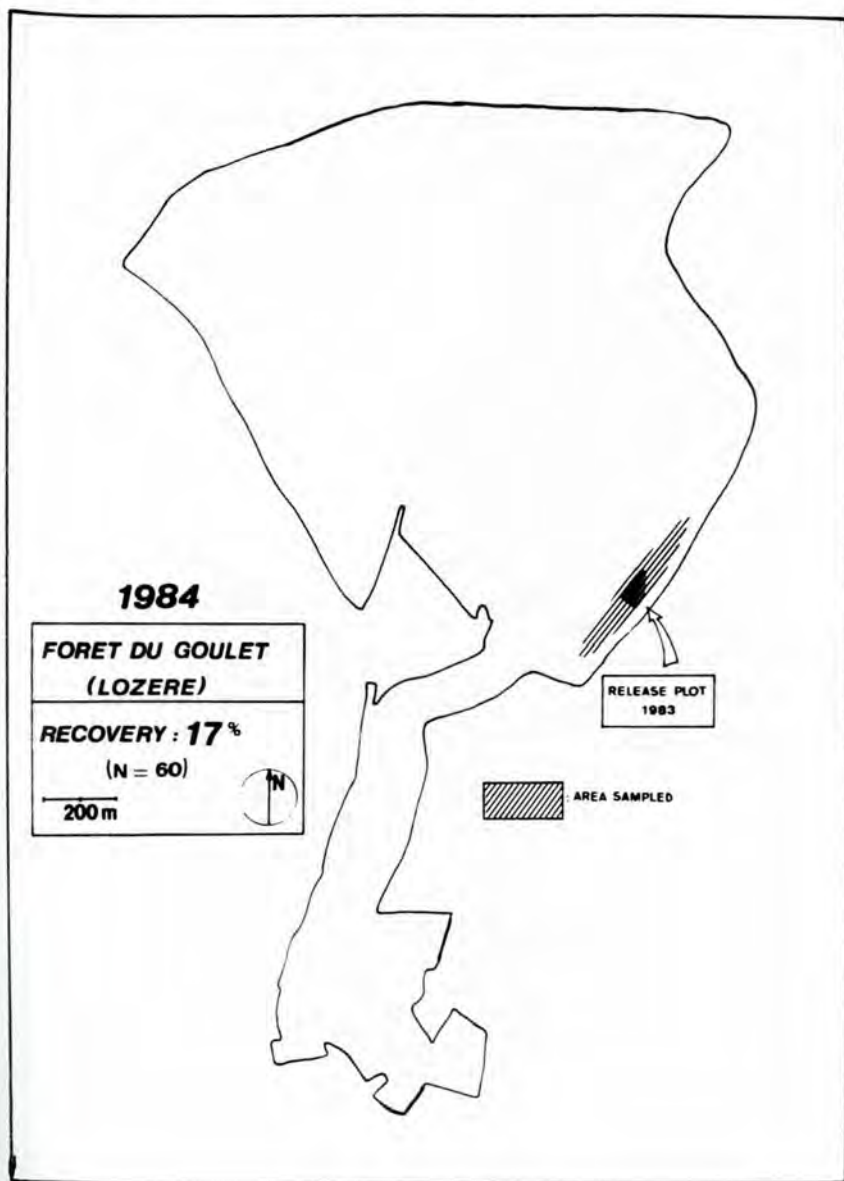 1984
FORET DU GOULET
(LOZERE)
RECOVERY : 17 %
(N = 60)
200 m
N
RELEASE PLOT
1983
: AREA SAMPLED